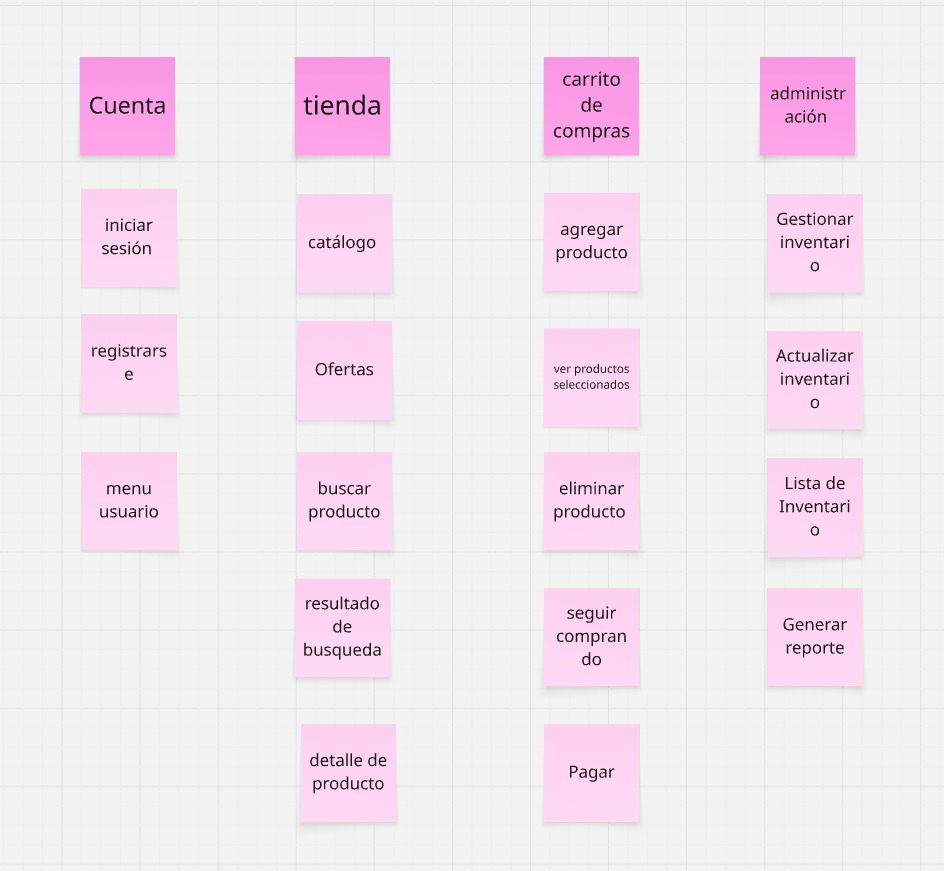 Cuenta
iniciar
sesión
registrars
e
menu
usuario
tienda
catálogo
Ofertas
buscar
producto
resultado
de
busqueda
detalle de
producto
carrito
de
compras
agregar
producto
ver productos
seleccionados
eliminar
producto
seguir
compran
do
Pagar
administr
ación
Gestionar
inventari
o
Actualizar
inventari
o
Lista de
Inventari
o
Generar
reporte